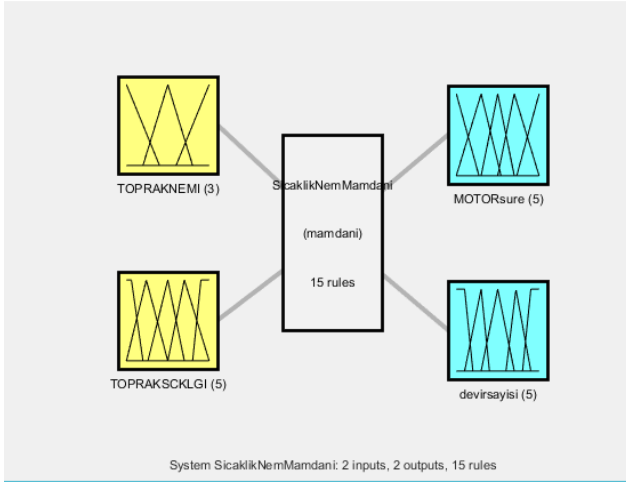 TOPRAKNEMI (3)
TOPRAKSCKLGI (5)
SicaklikNemMamdani
(mamdani)
15 rules
MOTORsure (5)
devirsayisi (5)
System SicaklikNemMamdani: 2 inputs, 2 outputs, 15 rules